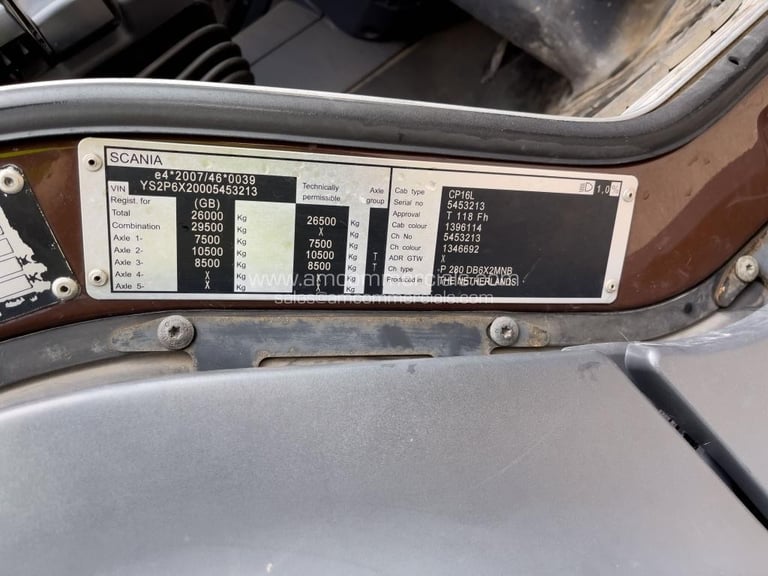 SCANIA
e4*2007/46*0039
VIN YS2P6X20005453213
Regist. for (GB) Technically permissible Axle group
Total 26000 Kg 26500 Kg
Combination 29500 Kg X Kg
Axle 1- 7500 Kg 7500 Kg
Axle 2- 10500 Kg 10500 Kg T
Axle 3- 8500 Kg 8500 Kg T
Axle 4- X Kg X Kg
Axle 5- X Kg X Kg
1,0%
Cab type CP16L
Serial no 5453213
Approval T 118 Fh
Cab colour 1396114
Ch No 5453213
Ch colour 1346692
ADR GTW X
Ch type P 280 DB6X2MNB
Produced in THE NETHERLANDS
sales@amcommercials.com